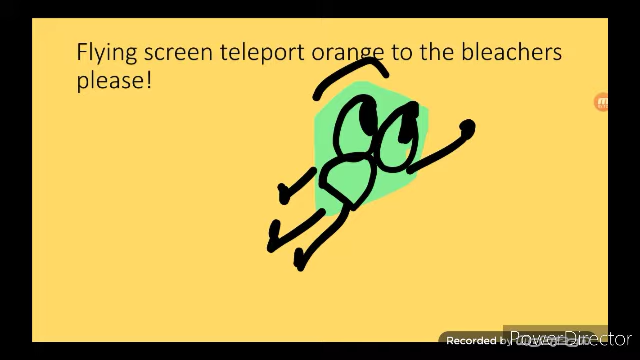 Flying screen teleport orange to the bleachers
please!
Recorded by
PowerDirector